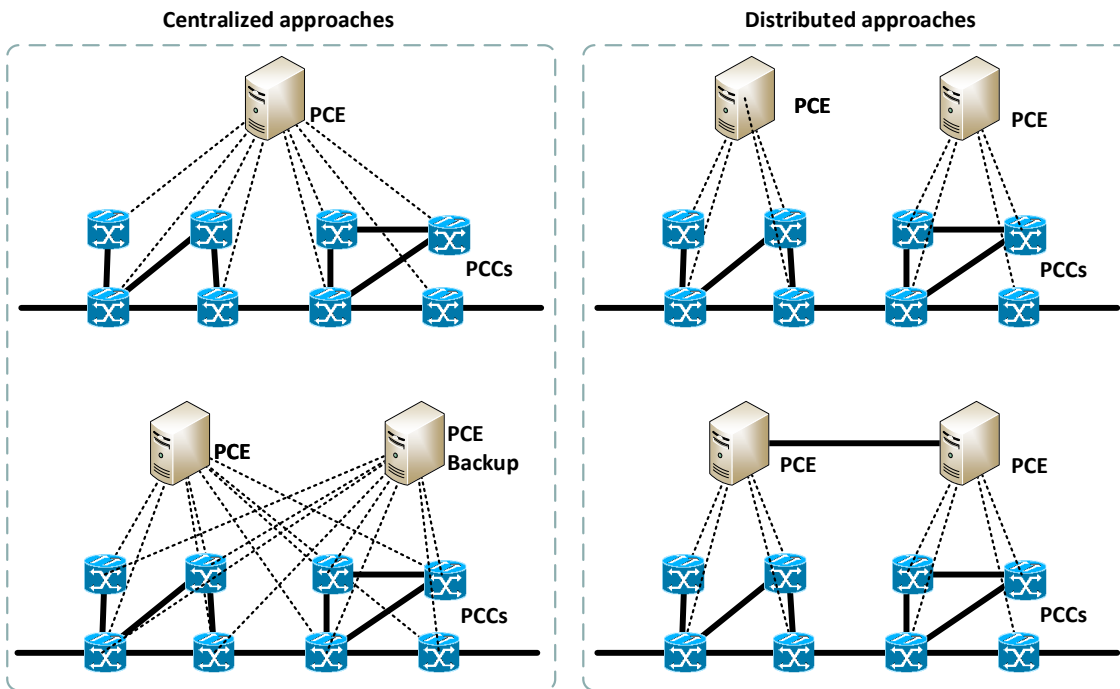 Centralized approaches
PCE
PCCs
PCE
PCE
Backup
PCCs
Distributed approaches
PCE
PCE
PCCs
PCE
PCE
PCCs